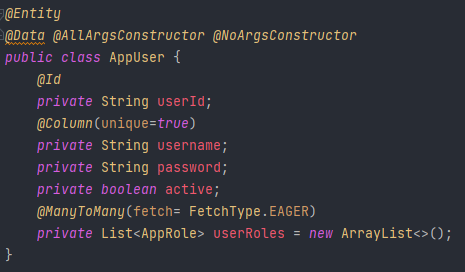 @Entity
@Data @AllArgsConstructor @NoArgsConstructor
public class AppUser {
@Id
private String userId;
@Column(unique=true)
private String username;
private String password;
private boolean active;
@ManyToMany(fetch= FetchType.EAGER)
private List<AppRole> userRoles = new ArrayList<>();
}